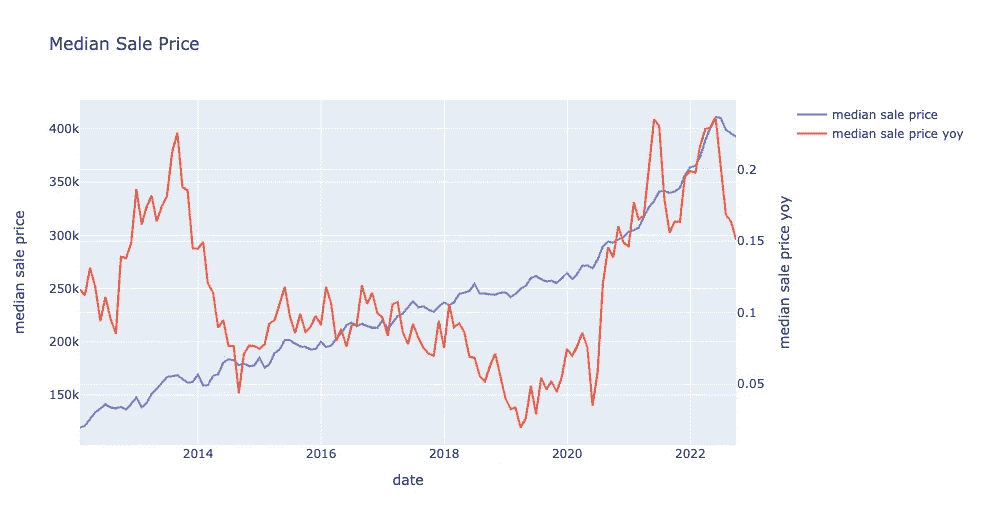 Median Sale Price
median sale price
median sale price yoy
400k
350k
300k
250k
200k
150k
0.2
0.15
0.1
0.05
median sale price
median sale price yoy
2014
2016
2018
2020
2022
date